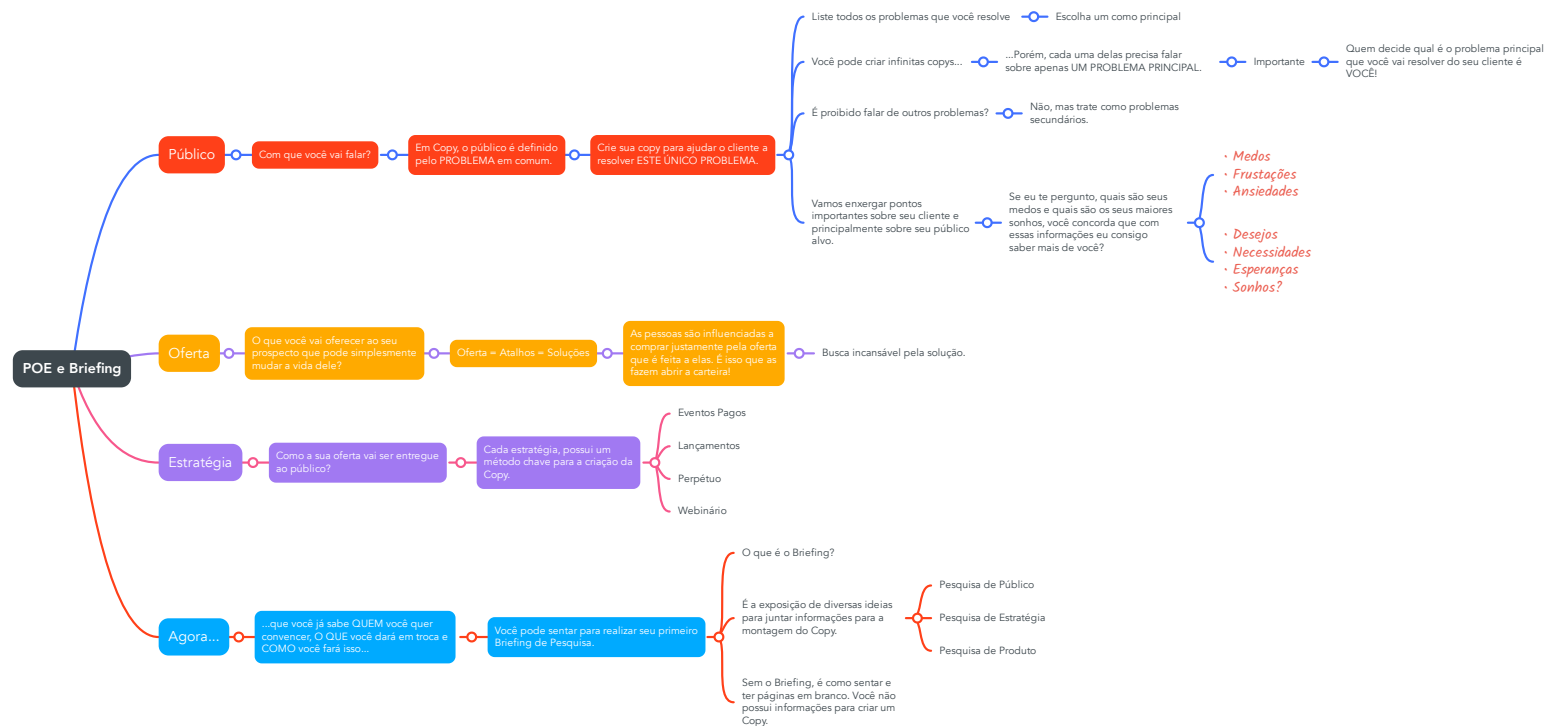 POE e Briefing
Público
Com que você vai falar?
Em Copy, o público é definido
pelo PROBLEMA em comum.
Crie sua copy para ajudar o cliente a
resolver ESTE ÚNICO PROBLEMA.
Liste todos os problemas que você resolve
Escolha um como principal
Você pode criar infinitas copys...
...Porém, cada uma delas precisa falar
sobre apenas UM PROBLEMA PRINCIPAL.
Importante
Quem decide qual é o problema principal
que você vai resolver do seu cliente é
VOCÊ!
É proibido falar de outros problemas?
Não, mas trate como problemas
secundários.
Vamos enxergar pontos
importantes sobre seu cliente e
principalmente sobre seu público
alvo.
Se eu te pergunto, quais são seus
medos e quais são os seus maiores
sonhos, você concorda que com
essas informações eu consigo
saber mais de você?
• Medos
• Frustações
• Ansiedades
• Desejos
• Necessidades
• Esperanças
• Sonhos?
Oferta
O que você vai oferecer ao seu
prospecto que pode simplesmente
mudar a vida dele?
Oferta = Atalhos = Soluções
As pessoas são influenciadas a
comprar justamente pela oferta
que é feita a elas. É isso que as
fazem abrir a carteira!
Busca incansável pela solução.
Estratégia
Como a sua oferta vai ser entregue
ao público?
Cada estratégia, possui um
método chave para a criação da
Copy.
Eventos Pagos
Lançamentos
Perpétuo
Webinário
Agora...
...que você já sabe QUEM você quer
convencer, O QUE você dará em troca e
COMO você fará isso...
Você pode sentar para realizar seu primeiro
Briefing de Pesquisa.
O que é o Briefing?
É a exposição de diversas ideias
para juntar informações para a
montagem do Copy.
Pesquisa de Público
Pesquisa de Estratégia
Pesquisa de Produto
Sem o Briefing, é como sentar e
ter páginas em branco. Você não
possui informações para criar um
Copy.